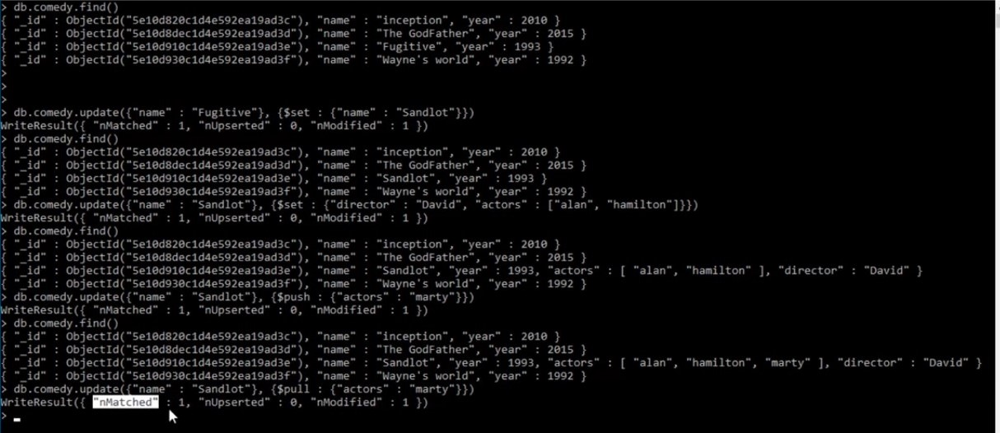 > db.comedy.find()
{ "_id" : ObjectId("5e10d820c1d4e592ea19ad3c"), "name" : "inception", "year" : 2010 }
{ "_id" : ObjectId("5e10d8dec1d4e592ea19ad3d"), "name" : "The GodFather", "year" : 2015 }
{ "_id" : ObjectId("5e10d910c1d4e592ea19ad3e"), "name" : "Fugitive", "year" : 1993 }
{ "_id" : ObjectId("5e10d930c1d4e592ea19ad3f"), "name" : "Wayne's world", "year" : 1992 }
>
>
>
> db.comedy.update({"name" : "Fugitive"}, {$set : {"name" : "Sandlot"}})
WriteResult({ "nMatched" : 1, "nUpserted" : 0, "nModified" : 1 })
> db.comedy.find()
{ "_id" : ObjectId("5e10d820c1d4e592ea19ad3c"), "name" : "inception", "year" : 2010 }
{ "_id" : ObjectId("5e10d8dec1d4e592ea19ad3d"), "name" : "The GodFather", "year" : 2015 }
{ "_id" : ObjectId("5e10d910c1d4e592ea19ad3e"), "name" : "Sandlot", "year" : 1993 }
{ "_id" : ObjectId("5e10d930c1d4e592ea19ad3f"), "name" : "Wayne's world", "year" : 1992 }
> db.comedy.update({"name" : "Sandlot"}, {$set : {"director" : "David", "actors" : ["alan", "hamilton"]}})
WriteResult({ "nMatched" : 1, "nUpserted" : 0, "nModified" : 1 })
> db.comedy.find()
{ "_id" : ObjectId("5e10d820c1d4e592ea19ad3c"), "name" : "inception", "year" : 2010 }
{ "_id" : ObjectId("5e10d8dec1d4e592ea19ad3d"), "name" : "The GodFather", "year" : 2015 }
{ "_id" : ObjectId("5e10d910c1d4e592ea19ad3e"), "name" : "Sandlot", "year" : 1993, "actors" : [ "alan", "hamilton" ], "director" : "David" }
{ "_id" : ObjectId("5e10d930c1d4e592ea19ad3f"), "name" : "Wayne's world", "year" : 1992 }
> db.comedy.update({"name" : "Sandlot"}, {$push : {"actors" : "marty"}})
WriteResult({ "nMatched" : 1, "nUpserted" : 0, "nModified" : 1 })
> db.comedy.find()
{ "_id" : ObjectId("5e10d820c1d4e592ea19ad3c"), "name" : "inception", "year" : 2010 }
{ "_id" : ObjectId("5e10d8dec1d4e592ea19ad3d"), "name" : "The GodFather", "year" : 2015 }
{ "_id" : ObjectId("5e10d910c1d4e592ea19ad3e"), "name" : "Sandlot", "year" : 1993, "actors" : [ "alan", "hamilton", "marty" ], "director" : "David" }
{ "_id" : ObjectId("5e10d930c1d4e592ea19ad3f"), "name" : "Wayne's world", "year" : 1992 }
> db.comedy.update({"name" : "Sandlot"}, {$pull : {"actors" : "marty"}})
WriteResult({ "nMatched" : 1, "nUpserted" : 0, "nModified" : 1 })
>